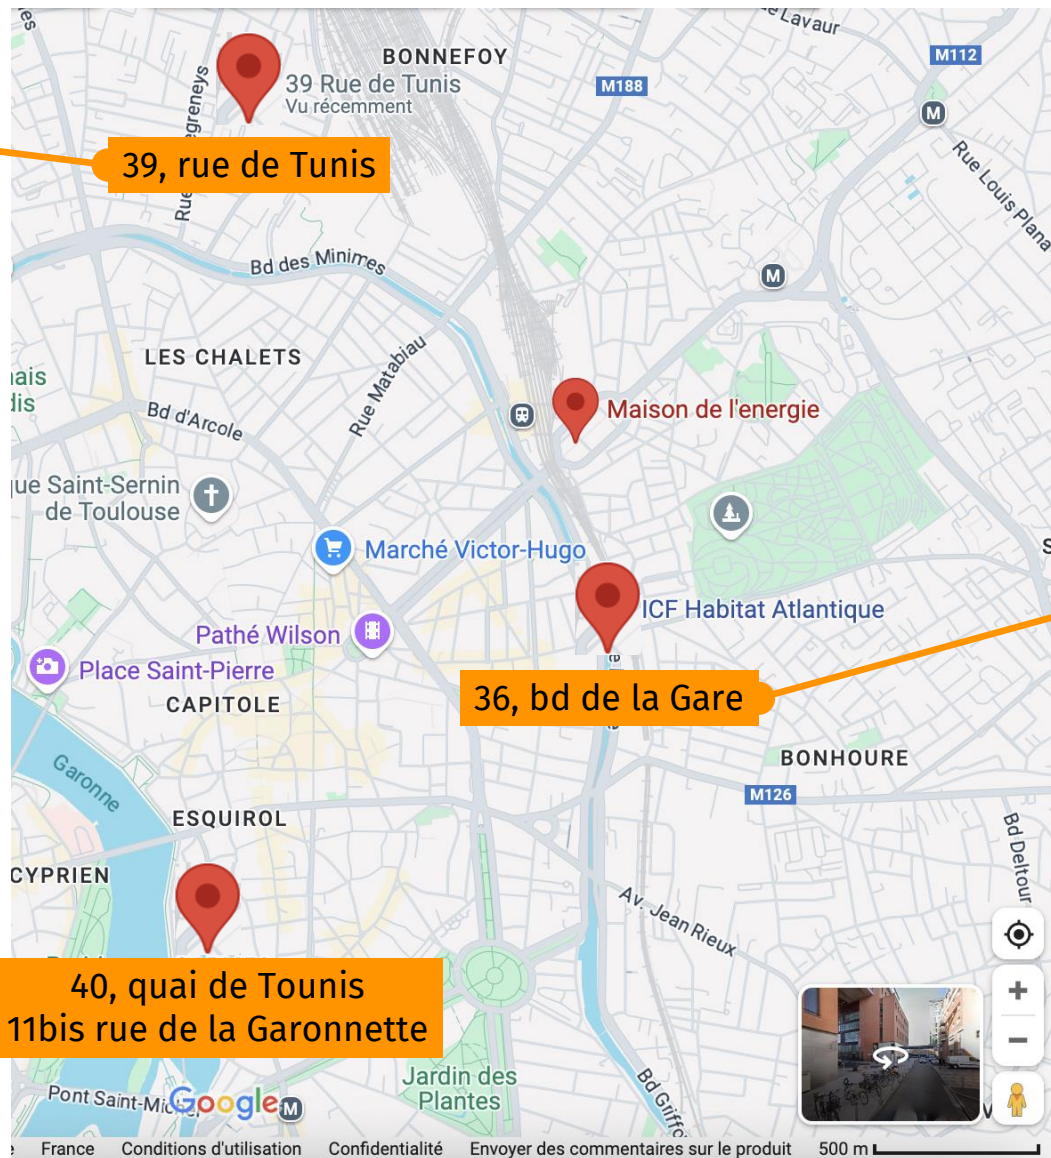 Lavaur
BONNEFOY
M112
39 Rue de Tunis
Vu récemment
M188
M
39, rue de Tunis
Rue Louis Plana
Bd des Minimes
M
LES CHALETS
Rue Matabiau
Bd d'Arcole
Maison de l'energie
Saint-Sernin
de Toulouse
Marché Victor-Hugo
ICF Habitat Atlantique
Pathé Wilson
Place Saint-Pierre
36, bd de la Gare
CAPITOLE
BONHOURE
Garonne
M126
ESQUIROL
Bd Deltour
CYPRIEN
Av. Jean Rieux
40, quai de Tounis
11bis rue de la Garonnette
Jardin des
Plantes
Pont Saint-Mic
Google
M
Bd Griffo
France Conditions d'utilisation Confidentialité Envoyer des commentaires sur le produit 500 m